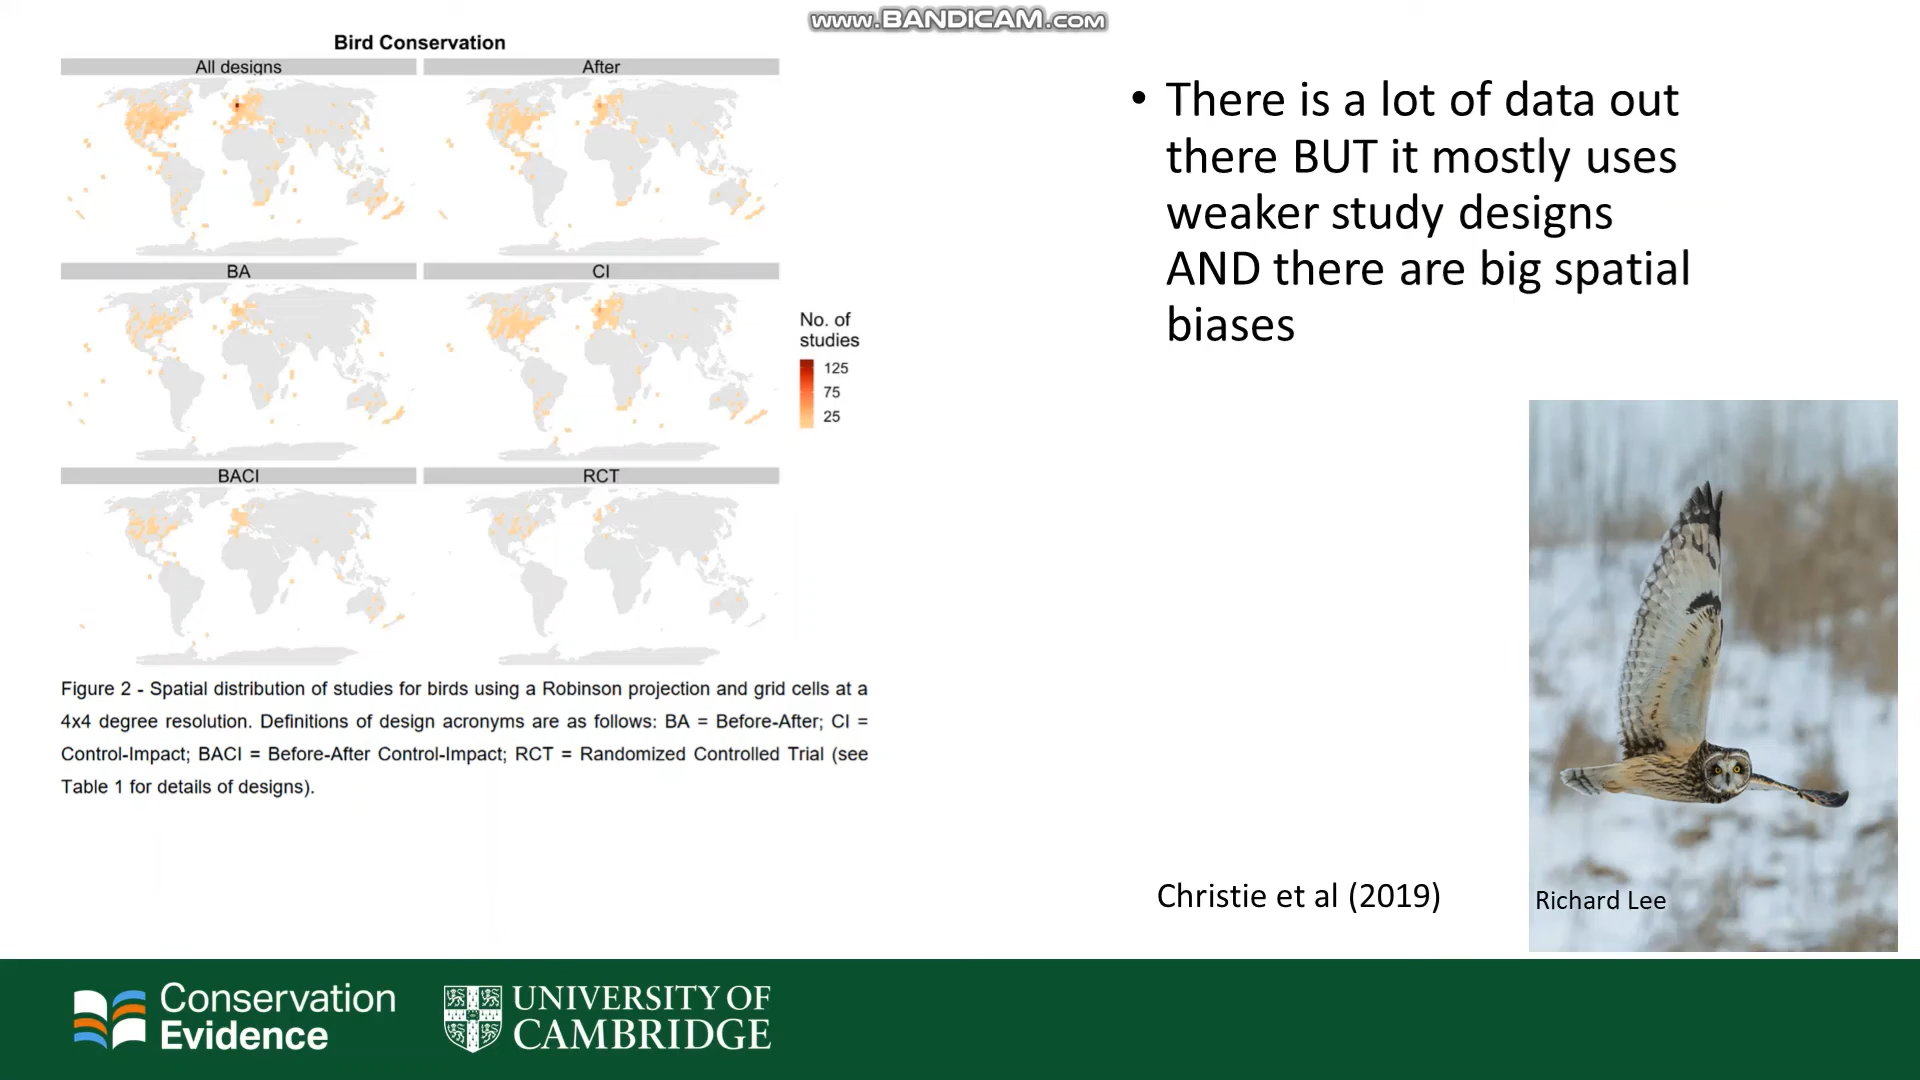 www.BANDICAM.com
Bird Conservation
All designs
After
BA
CI
No. of
studies
125
75
25
BACI
RCT
Figure 2 - Spatial distribution of studies for birds using a Robinson projection and grid cells at a
4x4 degree resolution. Definitions of design acronyms are as follows: BA = Before-After; CI =
Control-Impact; BACI = Before-After Control-Impact; RCT = Randomized Controlled Trial (see
Table 1 for details of designs).
• There is a lot of data out
there BUT it mostly uses
weaker study designs
AND there are big spatial
biases
Christie et al (2019)
Richard Lee
Conservation
Evidence
UNIVERSITY OF
CAMBRIDGE